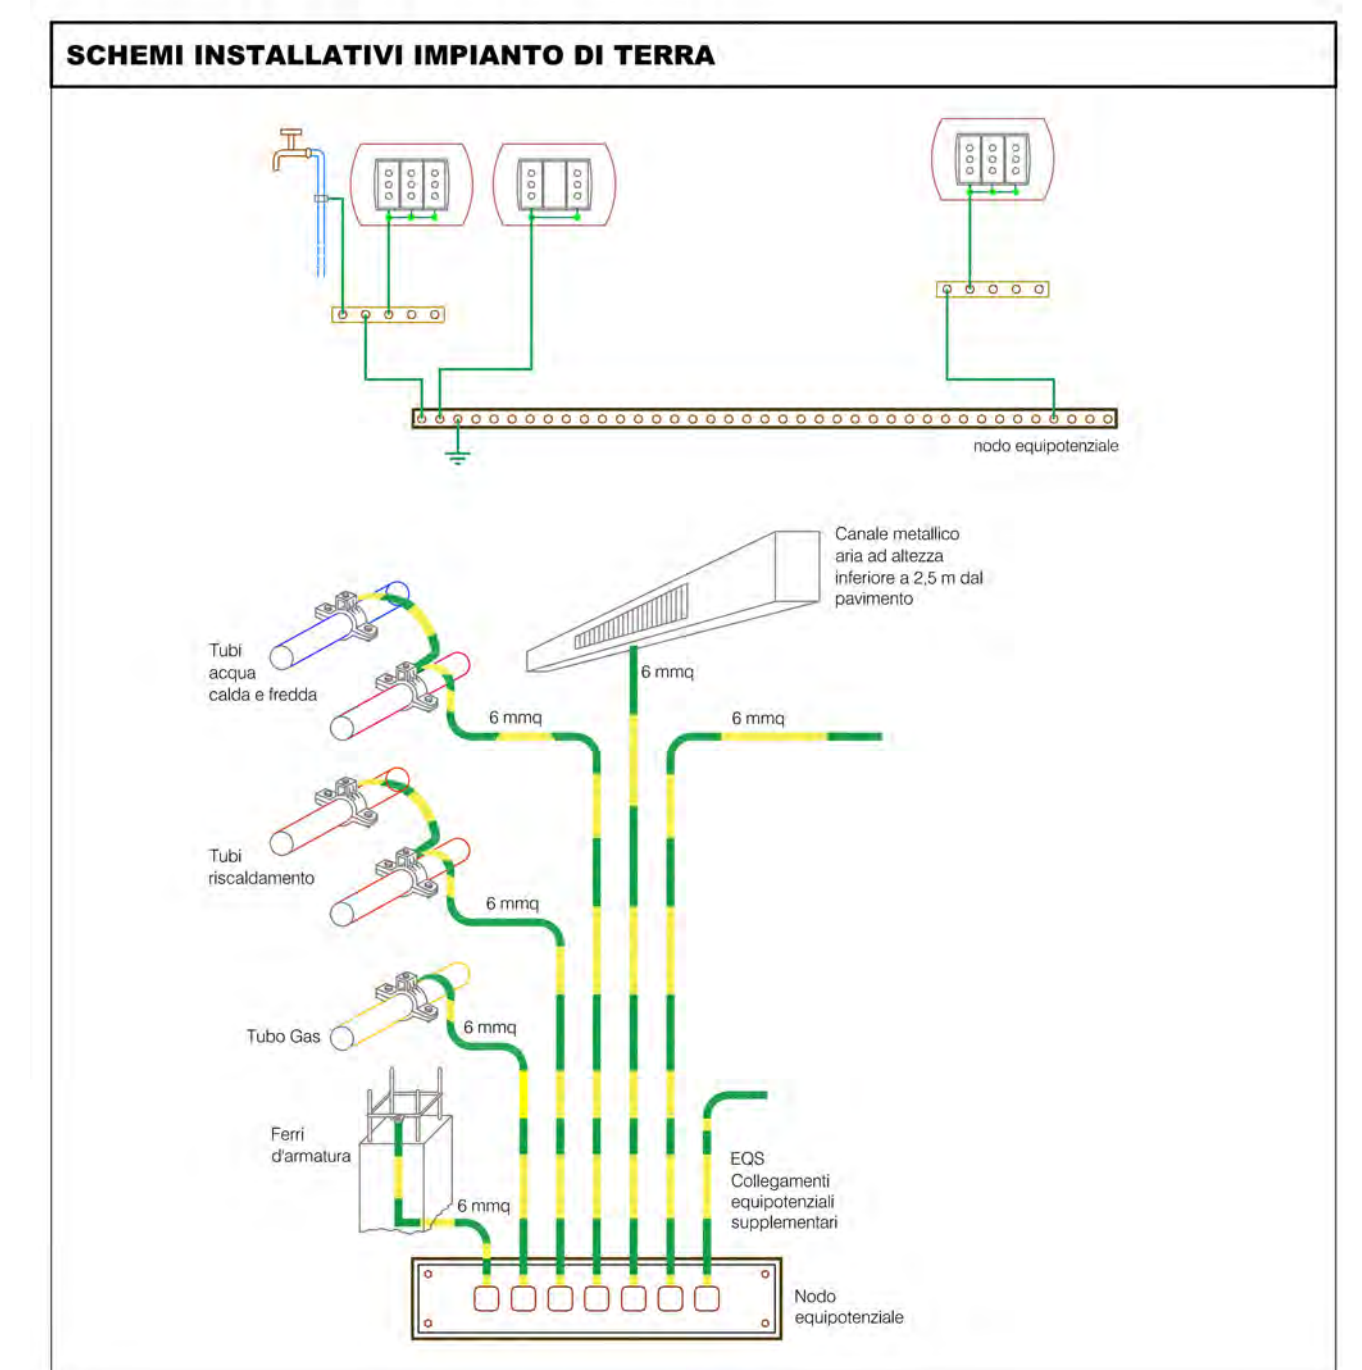 SCHEMI INSTALLATIVI IMPIANTO DI TERRA
nodo equipotenziale
Canale metallico
aria ad altezza
inferiore a 2,5 m dal
pavimento
Tubi
acqua
calda e fredda
6 mmq
6 mmq
6 mmq
Tubi
riscaldamento
6 mmq
Tubo Gas
6 mmq
Ferri
d'armatura
6 mmq
EQS
Collegamenti
equipotenziali
supplementari
Nodo
equipotenziale